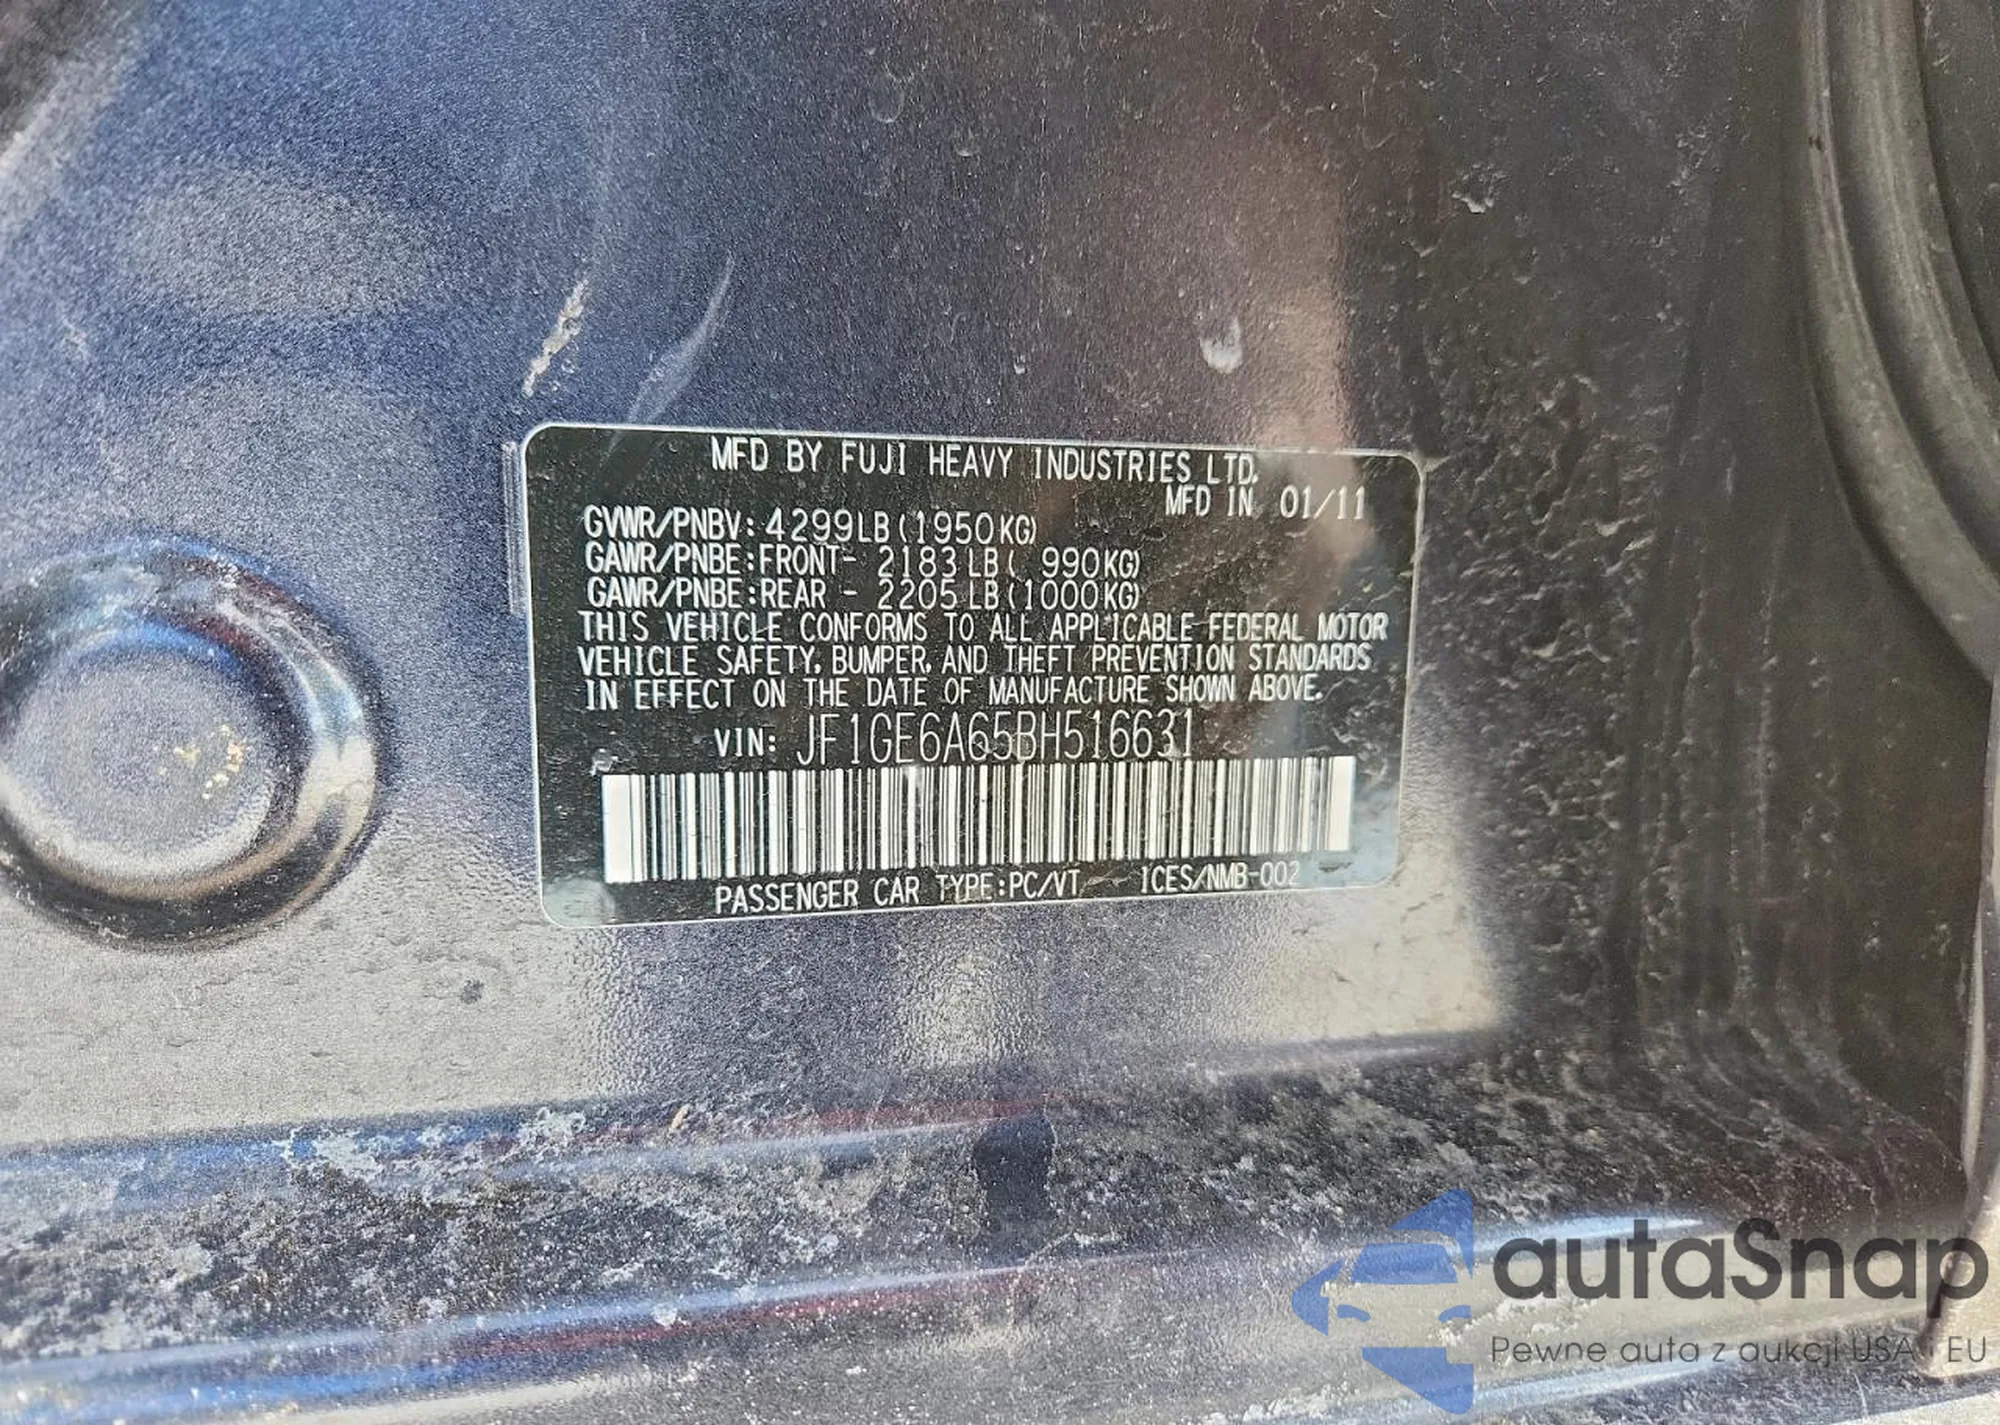 MFD BY FUJI HEAVY INDUSTRIES LTD.
MFD IN 01/11
GVWR/PNBV: 4299LB (1950KG)
GAWR/PNBE: FRONT- 2183LB ( 990KG)
GAWR/PNBE: REAR - 2205LB (1000KG)
THIS VEHICLE CONFORMS TO ALL APPLICABLE FEDERAL MOTOR
VEHICLE SAFETY, BUMPER, AND THEFT PREVENTION STANDARDS
IN EFFECT ON THE DATE OF MANUFACTURE SHOWN ABOVE.
VIN: JF1GE6A65BH516631
PASSENGER CAR TYPE:PC/VT ICES/NMB-002
autaSnap
Pewne auta z aukcji USA i EU